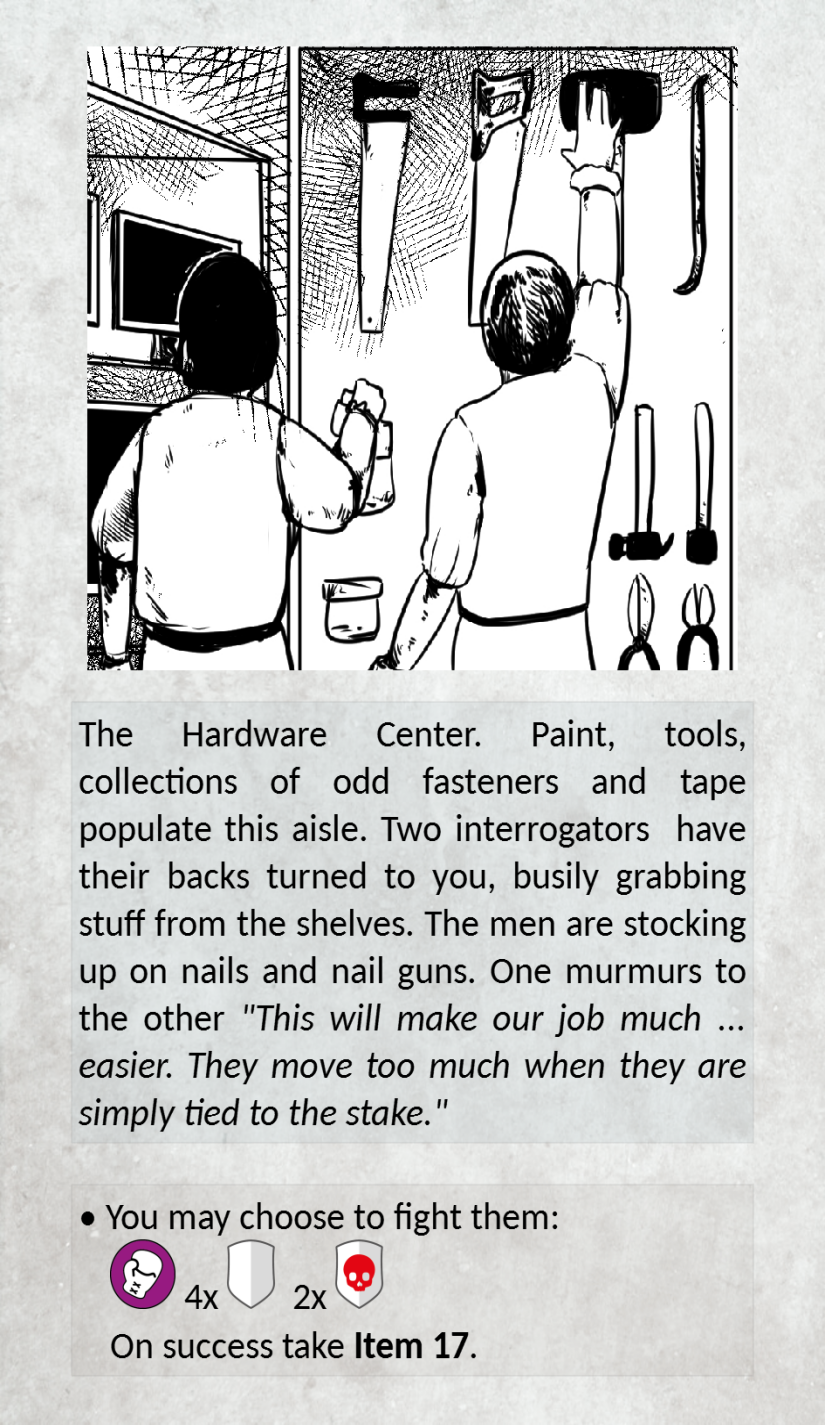 The Hardware Center. Paint, tools,
collections of odd fasteners and tape
populate this aisle. Two interrogators have
their backs turned to you, busily grabbing
stuff from the shelves. The men are stocking
up on nails and nail guns. One murmurs to
the other "This will make our job much ...
easier. They move too much when they are
simply tied to the stake."
• You may choose to fight them:
4x 2x
On success take Item 17.